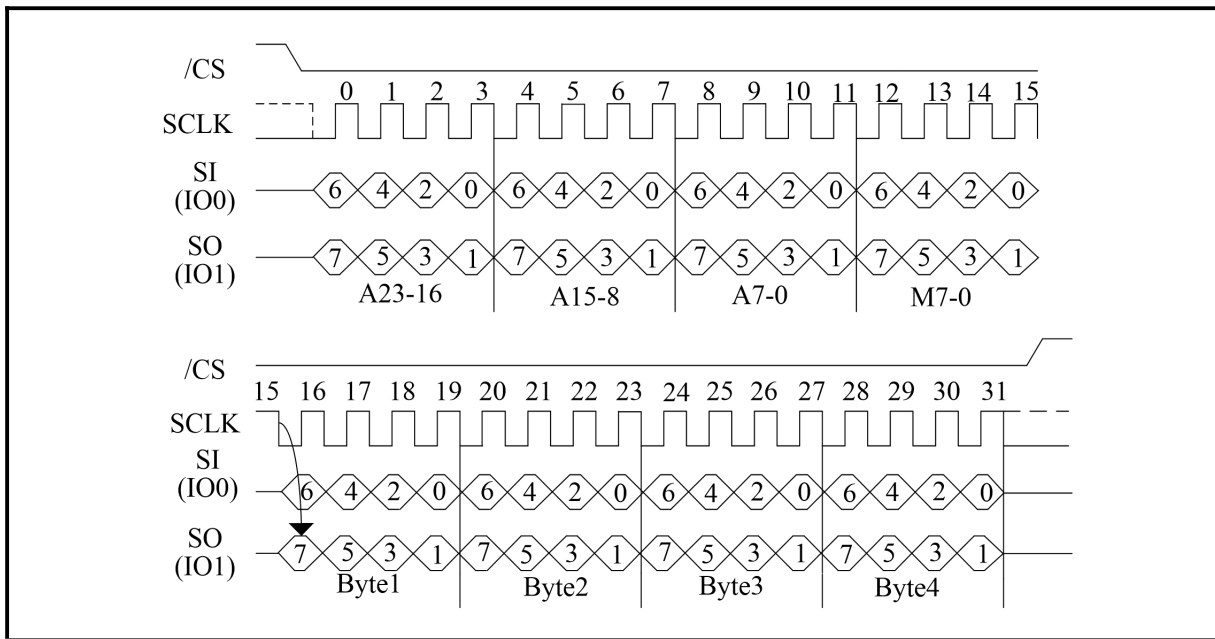 /CS
0 1 2 3 4 5 6 7 8 9 10 11 12 13 14 15
SCLK
SI
(IO0)
6 4 2 0 6 4 2 0 6 4 2 0 6 4 2 0
SO
(IO1)
7 5 3 1 7 5 3 1 7 5 3 1 7 5 3 1
A23-16 A15-8 A7-0 M7-0
/CS
15 16 17 18 19 20 21 22 23 24 25 26 27 28 29 30 31
SCLK
SI
(IO0)
6 4 2 0 6 4 2 0 6 4 2 0 6 4 2 0
SO
(IO1)
7 5 3 1 7 5 3 1 7 5 3 1 7 5 3 1
Byte1 Byte2 Byte3 Byte4